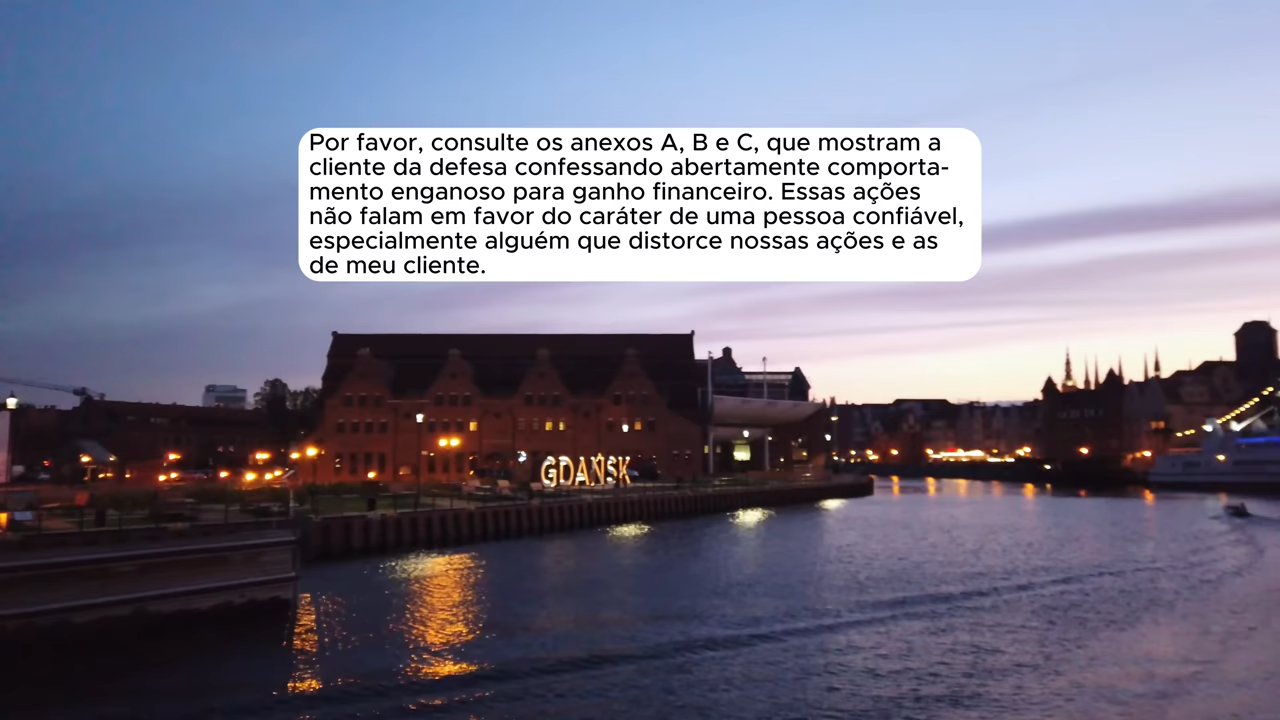 Por favor, consulte os anexos A, B e C, que mostram a
cliente da defesa confessando abertamente comporta-
mento enganoso para ganho financeiro. Essas ações
não falam em favor do caráter de uma pessoa confiável,
especialmente alguém que distorce nossas ações e as
de meu cliente.
GDAŃSK